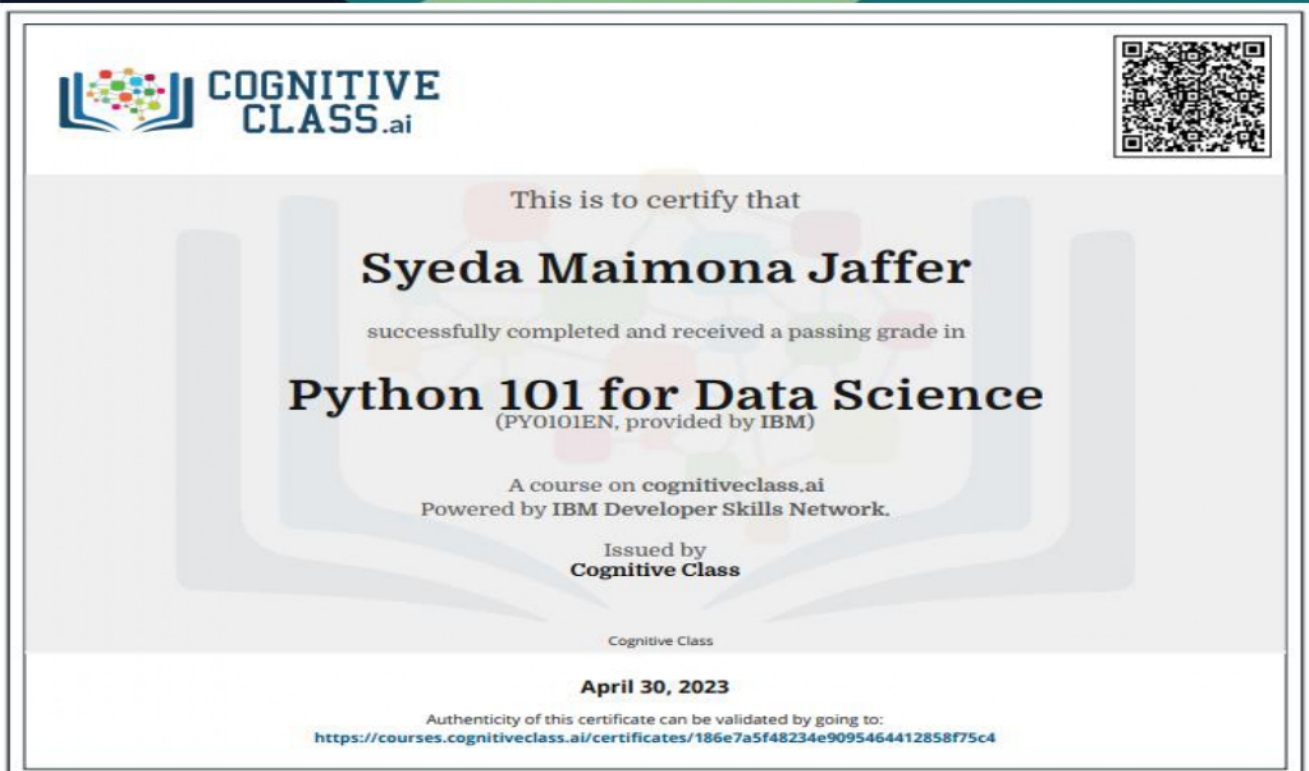 COGNITIVE
CLASS.ai
This is to certify that
Syeda Maimona Jaffer
successfully completed and received a passing grade in
Python 101 for Data Science
(PY0101EN, provided by IBM)
A course on cognitiveclass.ai
Powered by IBM Developer Skills Network.
Issued by
Cognitive Class
Cognitive Class
April 30, 2023
Authenticity of this certificate can be validated by going to:
https://courses.cognitiveclass.ai/certificates/186e7a5f48234e9095464412858f75c4